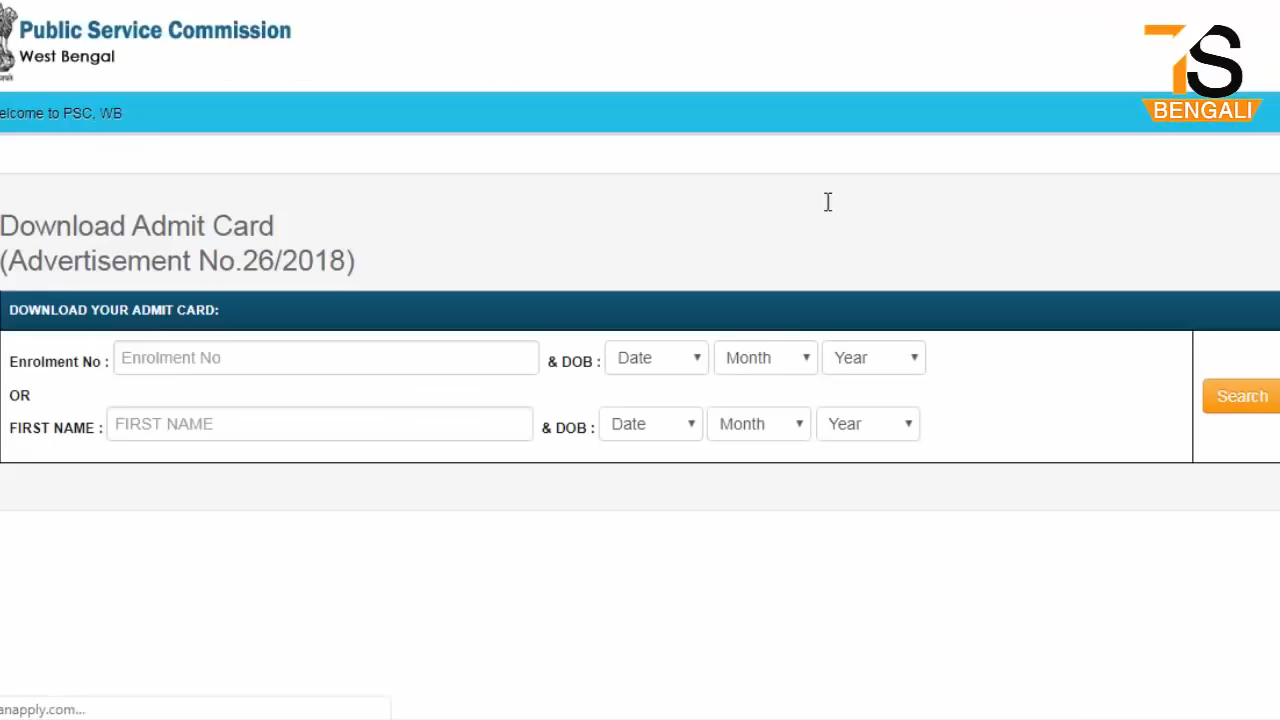 Public Service Commission
West Bengal
7S
BENGALI
elcome to PSC, WB
Download Admit Card
(Advertisement No.26/2018)
DOWNLOAD YOUR ADMIT CARD:
Enrolment No : Enrolment No & DOB : Date Month Year
OR
Search
FIRST NAME : FIRST NAME & DOB : Date Month Year
anapply.com...